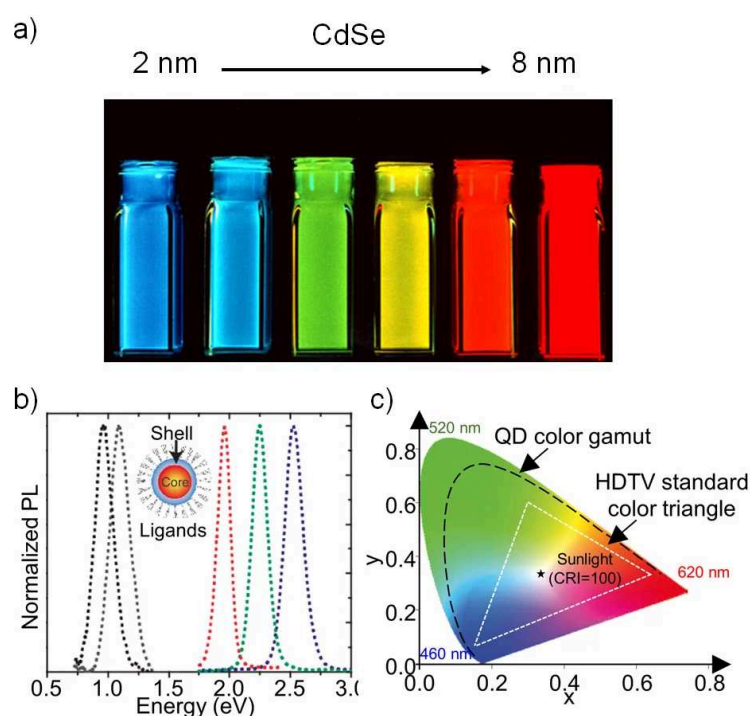 a)
CdSe
2 nm
8 nm
b)
Shell
Core
Ligands
Normalized PL
0.5
1.0
1.5
2.0
2.5
3.0
Energy (eV)
c)
520 nm
QD color gamut
HDTV standard
color triangle
Sunlight
(CRI=100)
620 nm
460 nm
y
0.8
0.6
0.4
0.2
0.0
0.2
0.4
0.6
0.8
x